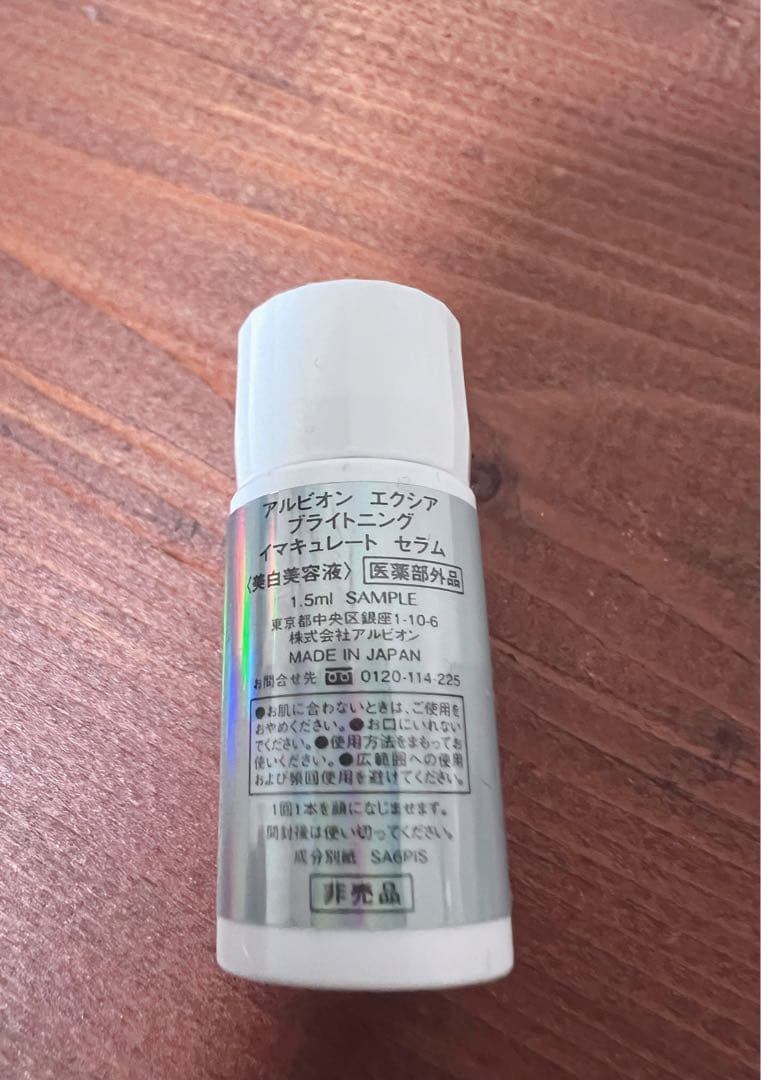 アルビオン エクシア
ブライトニング
イマキュレート セラム
〈美白美容液〉 医薬部外品
1.5ml SAMPLE
東京都中央区銀座1-10-6
株式会社アルビオン
MADE IN JAPAN
お問合せ先 0120-114-225
●お肌に合わないときは、ご使用を
おやめください。●お口にいれない
でください。●使用方法をまもってお
使いください。●広範囲への使用
および頻回使用を避けてください。
1回1本を顔になじませます。
開封後は使い切ってください。
成分別紙 SA6PIS
非売品